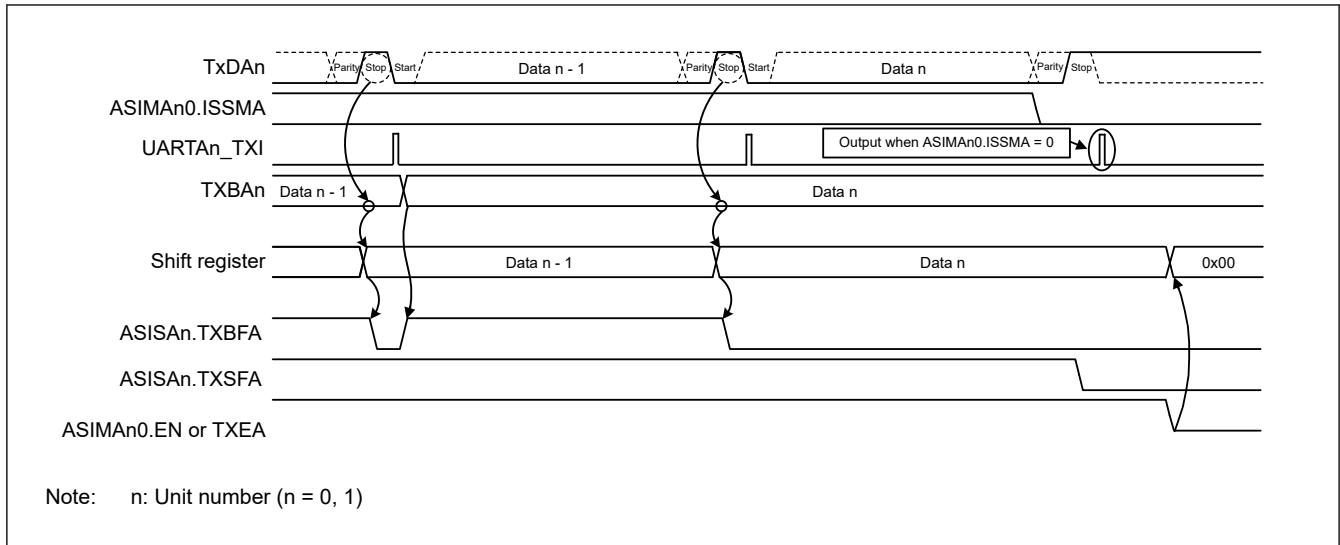 TxDAn Parity Stop Start Data n - 1 Parity Stop Start Data n Parity Stop
ASIMAn0.ISSMA
UARTAn_TXI Output when ASIMAn0.ISSMA = 0
TXBAn Data n - 1 Data n
Shift register Data n - 1 Data n 0x00
ASISAn.TXBFA
ASISAn.TXSFA
ASIMAn0.EN or TXEA
Note: n: Unit number (n = 0, 1)